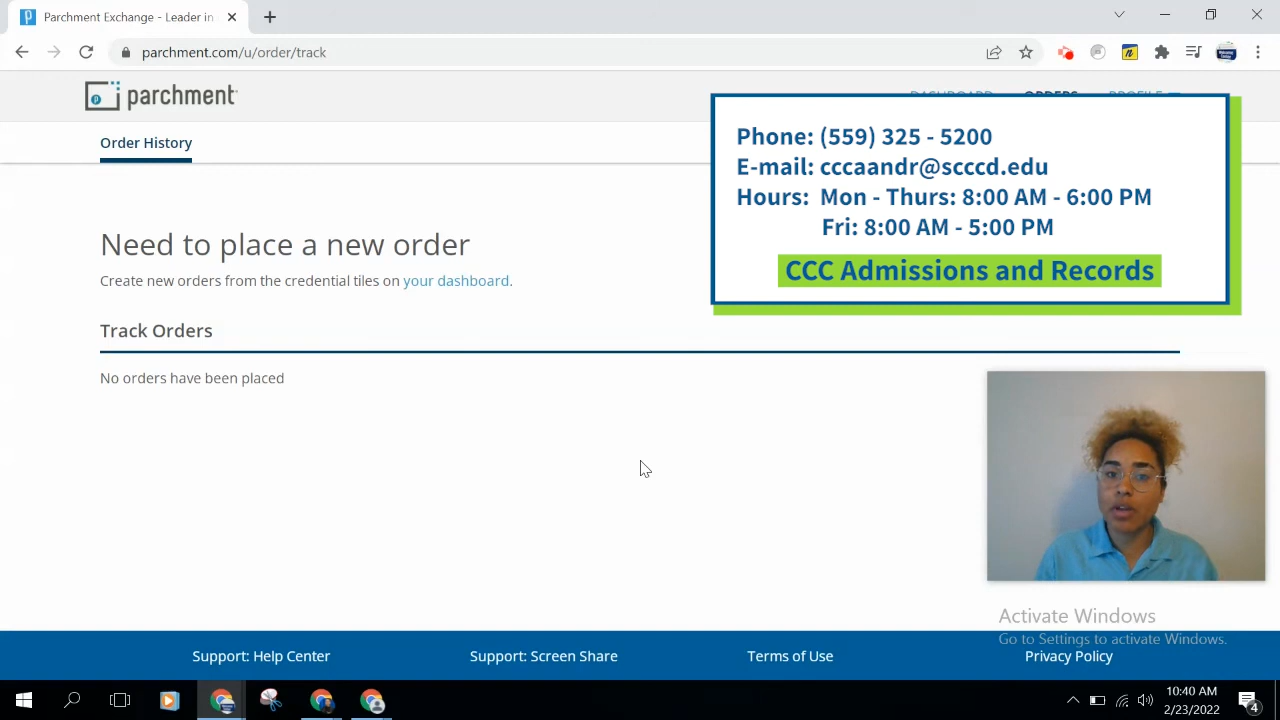 Parchment Exchange - Leader in
parchment.com/u/order/track
parchment
DASHBOARD ORDERS PROFILE
Order History
Phone: (559) 325 - 5200
E-mail: cccaandr@scccd.edu
Hours: Mon - Thurs: 8:00 AM - 6:00 PM
Fri: 8:00 AM - 5:00 PM
CCC Admissions and Records
Need to place a new order
Create new orders from the credential tiles on your dashboard.
Track Orders
No orders have been placed
Activate Windows
Go to Settings to activate Windows.
Support: Help Center
Support: Screen Share
Terms of Use
Privacy Policy
10:40 AM
2/23/2022
4